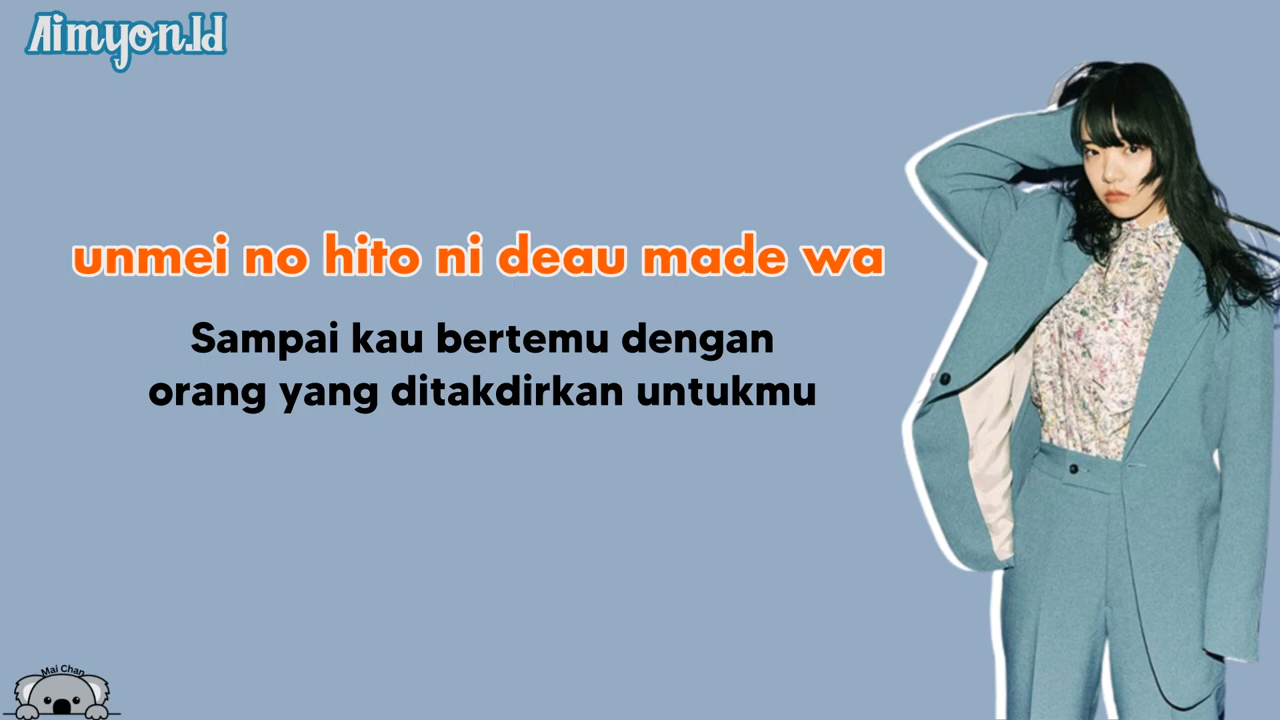 Aimyon.Id
unmei no hito ni deau made wa
Sampai kau bertemu dengan
orang yang ditakdirkan untukmu
Mai Chan